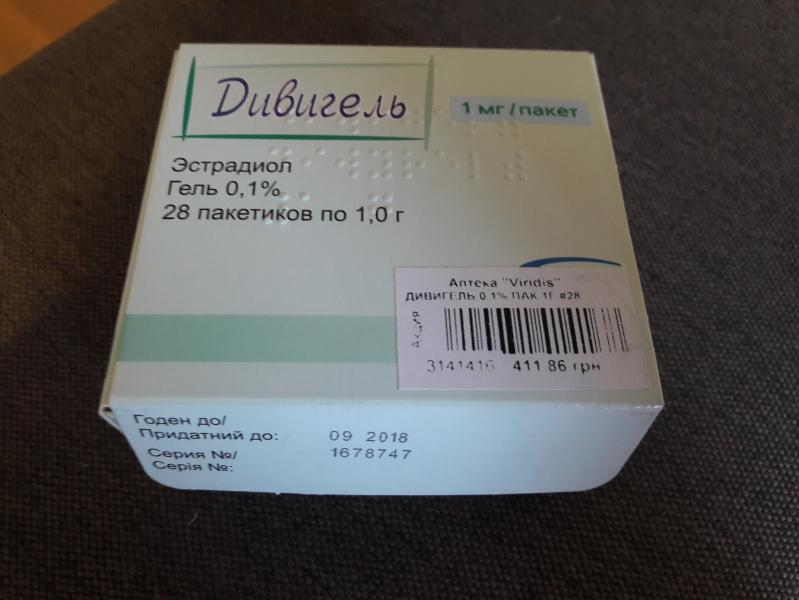 Дивигель
1 мг/пакет
Эстрадиол
Гель 0,1%
28 пакетиков по 1,0 г
Аптека "Viridis"
ДИВИГЕЛЬ 0.1% ПАК 1Г #28
Акция
3141416 411 86 грн
Годен до/
Придатний до: 09 2018
Серия №/ 1678747
Серія №: